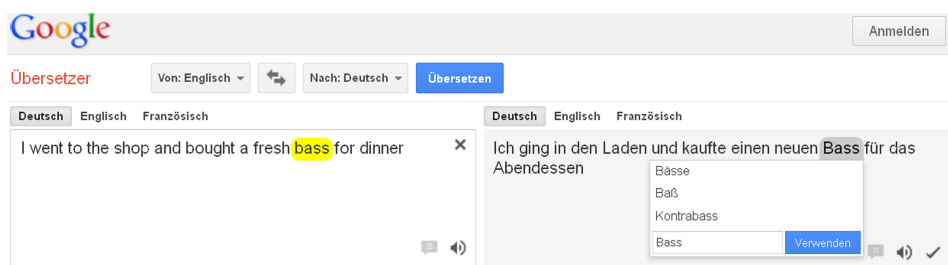 Google
Anmelden
Übersetzer
Von: Englisch
Nach: Deutsch
Übersetzen
Deutsch Englisch Französisch
I went to the shop and bought a fresh bass for dinner
Deutsch Englisch Französisch
Ich ging in den Laden und kaufte einen neuen Bass für das
Abendessen
Bässe
Baß
Kontrabass
Bass
Verwenden